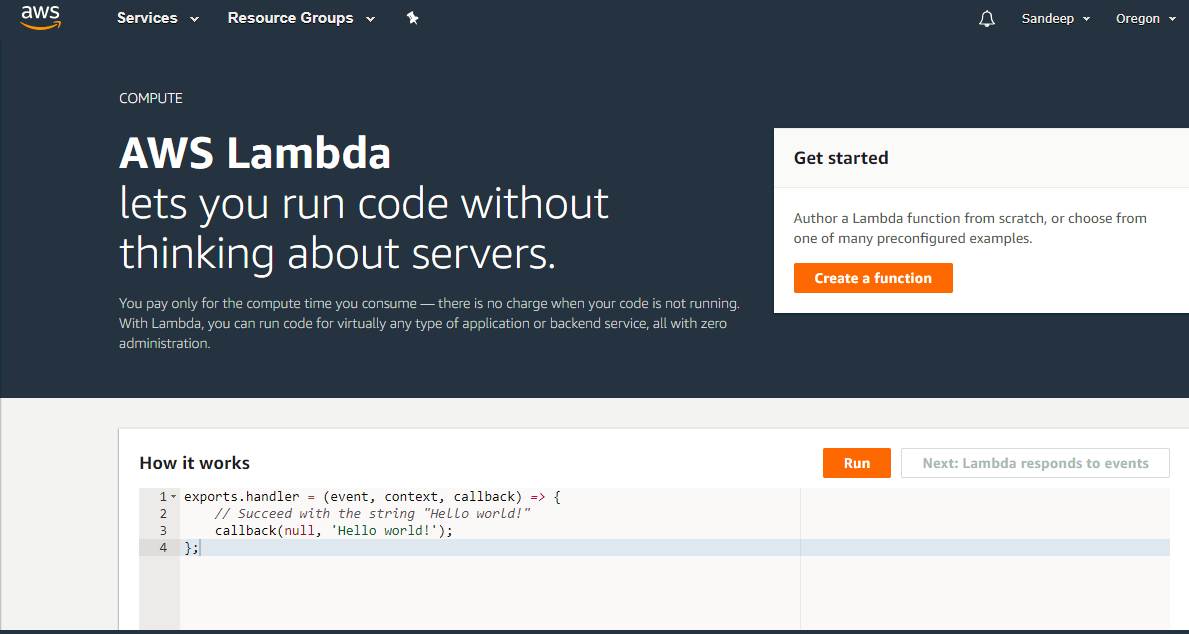 aws Services Resource Groups Sandeep Oregon
COMPUTE
AWS Lambda
lets you run code without
thinking about servers.
You pay only for the compute time you consume — there is no charge when your code is not running.
With Lambda, you can run code for virtually any type of application or backend service, all with zero
administration.
Get started
Author a Lambda function from scratch, or choose from
one of many preconfigured examples.
Create a function
How it works
Run
Next: Lambda responds to events
1 exports.handler = (event, context, callback) => {
2 // Succeed with the string "Hello world!"
3 callback(null, 'Hello world!');
4 };